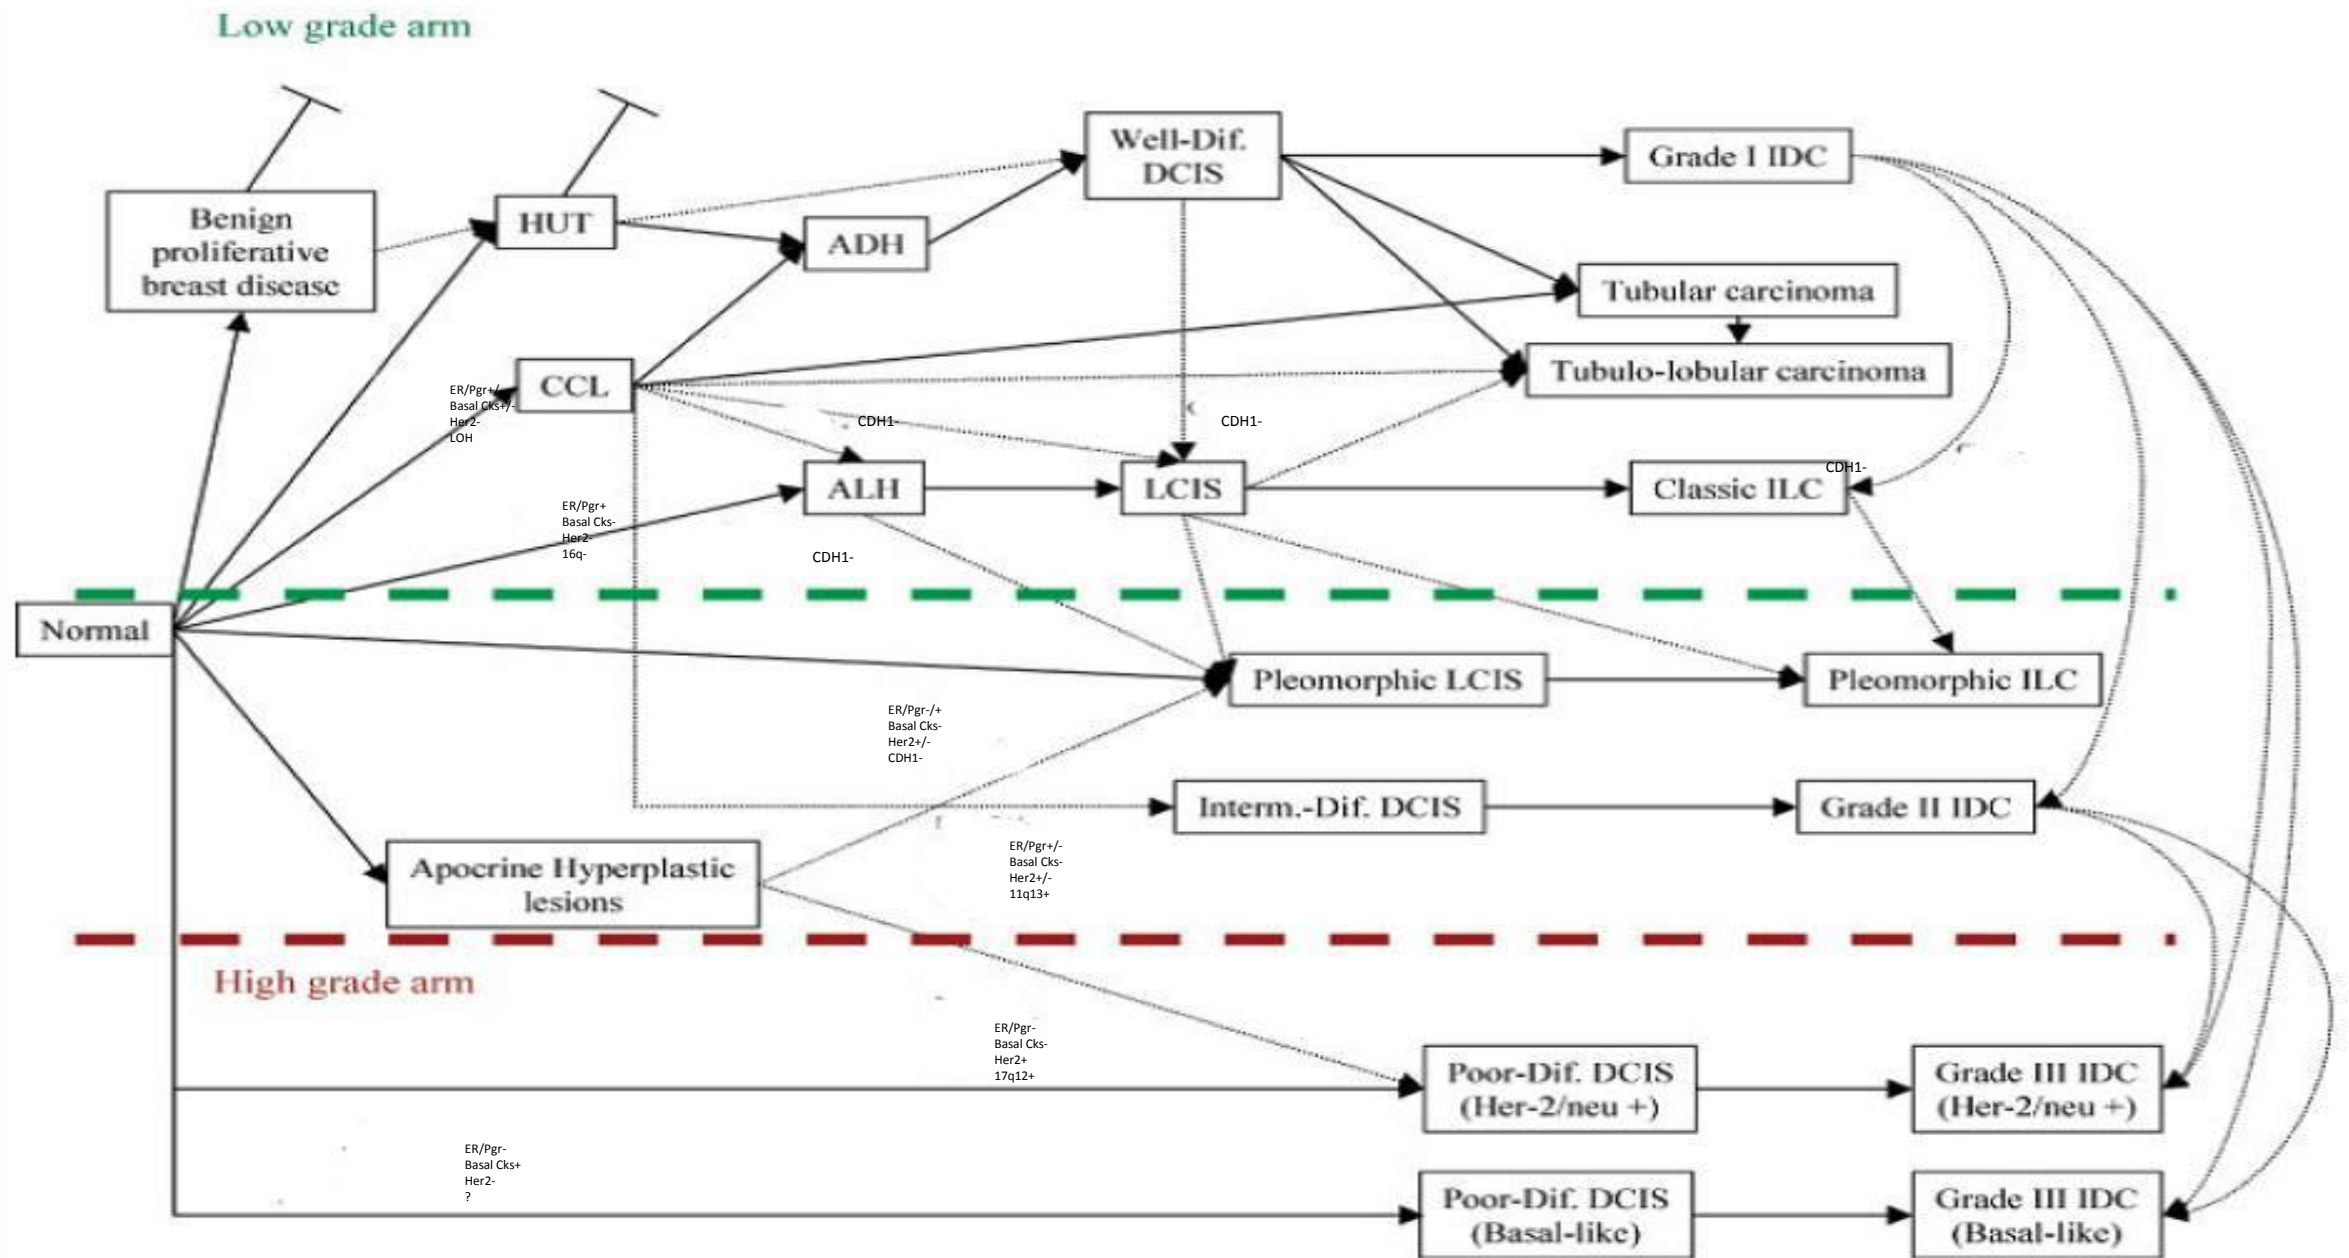 Low grade arm
Well-Dif.
DCIS
Grade I IDC
Benign
proliferative
breast disease
HUT
ADH
Tubular carcinoma
Tubulo-lobular carcinoma
CCL
ER/Pgr+/-
Basal Cks+/-
Her2-
LOH
CDH1-
CDH1-
CDH1-
ALH
LCIS
Classic ILC
ER/Pgr+
Basal Cks-
Her2-
16q-
CDH1-
Normal
Pleomorphic LCIS
Pleomorphic ILC
ER/Pgr-/+
Basal Cks-
Her2+/-
CDH1-
Interm.-Dif. DCIS
Grade II IDC
Apocrine Hyperplastic
lesions
ER/Pgr+/-
Basal Cks-
Her2+/-
11q13+
High grade arm
ER/Pgr-
Basal Cks-
Her2+
17q12+
Poor-Dif. DCIS
(Her-2/neu +)
Grade III IDC
(Her-2/neu +)
ER/Pgr-
Basal Cks+
Her2-
?
Poor-Dif. DCIS
(Basal-like)
Grade III IDC
(Basal-like)